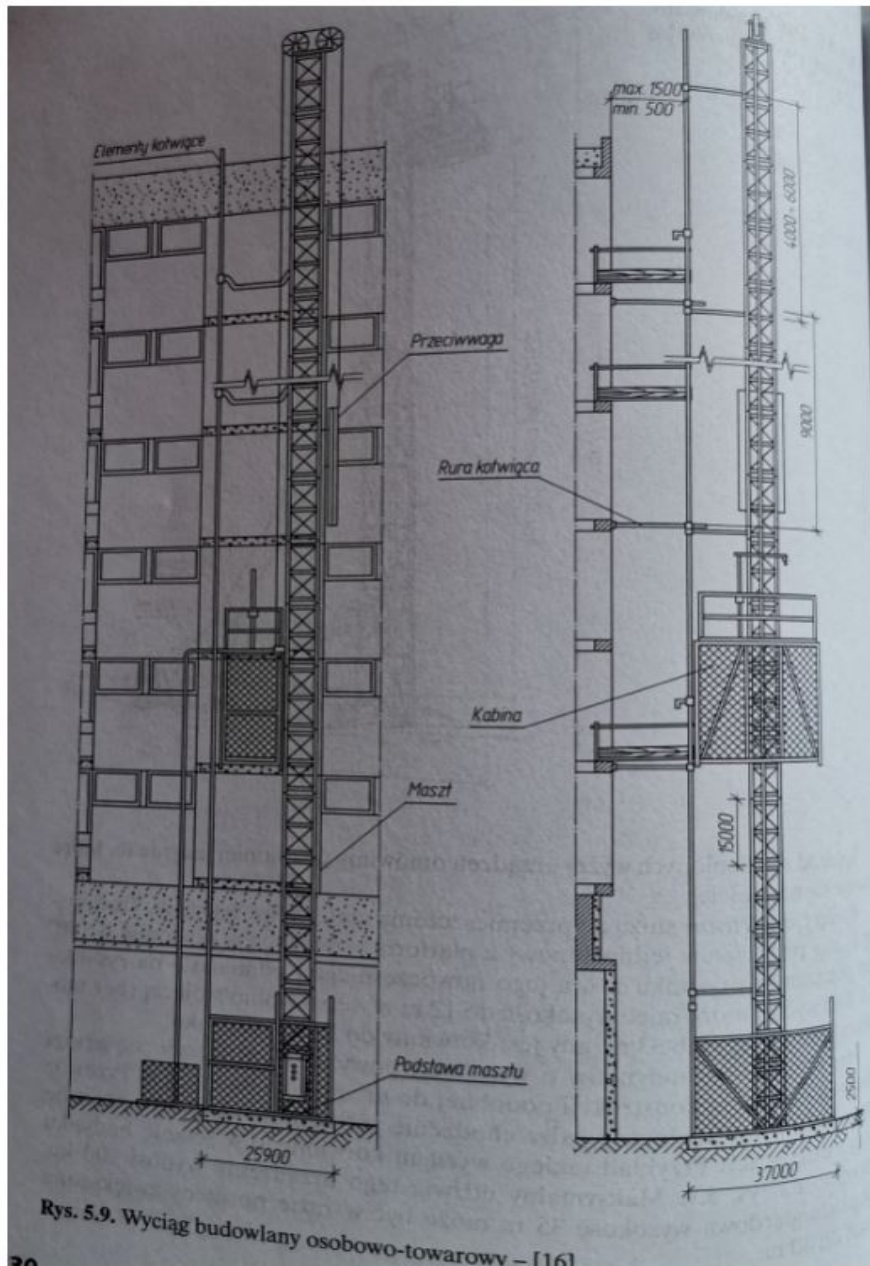 Elementy kotwiące
max. 1500
min. 500
4000÷6000
Przeciwwaga
9000
Rura kotwiąca
Kabina
Maszt
15000
Podstawa masztu
2500
25900
37000
Rys. 5.9. Wyciąg budowlany osobowo-towarowy – [16]
30